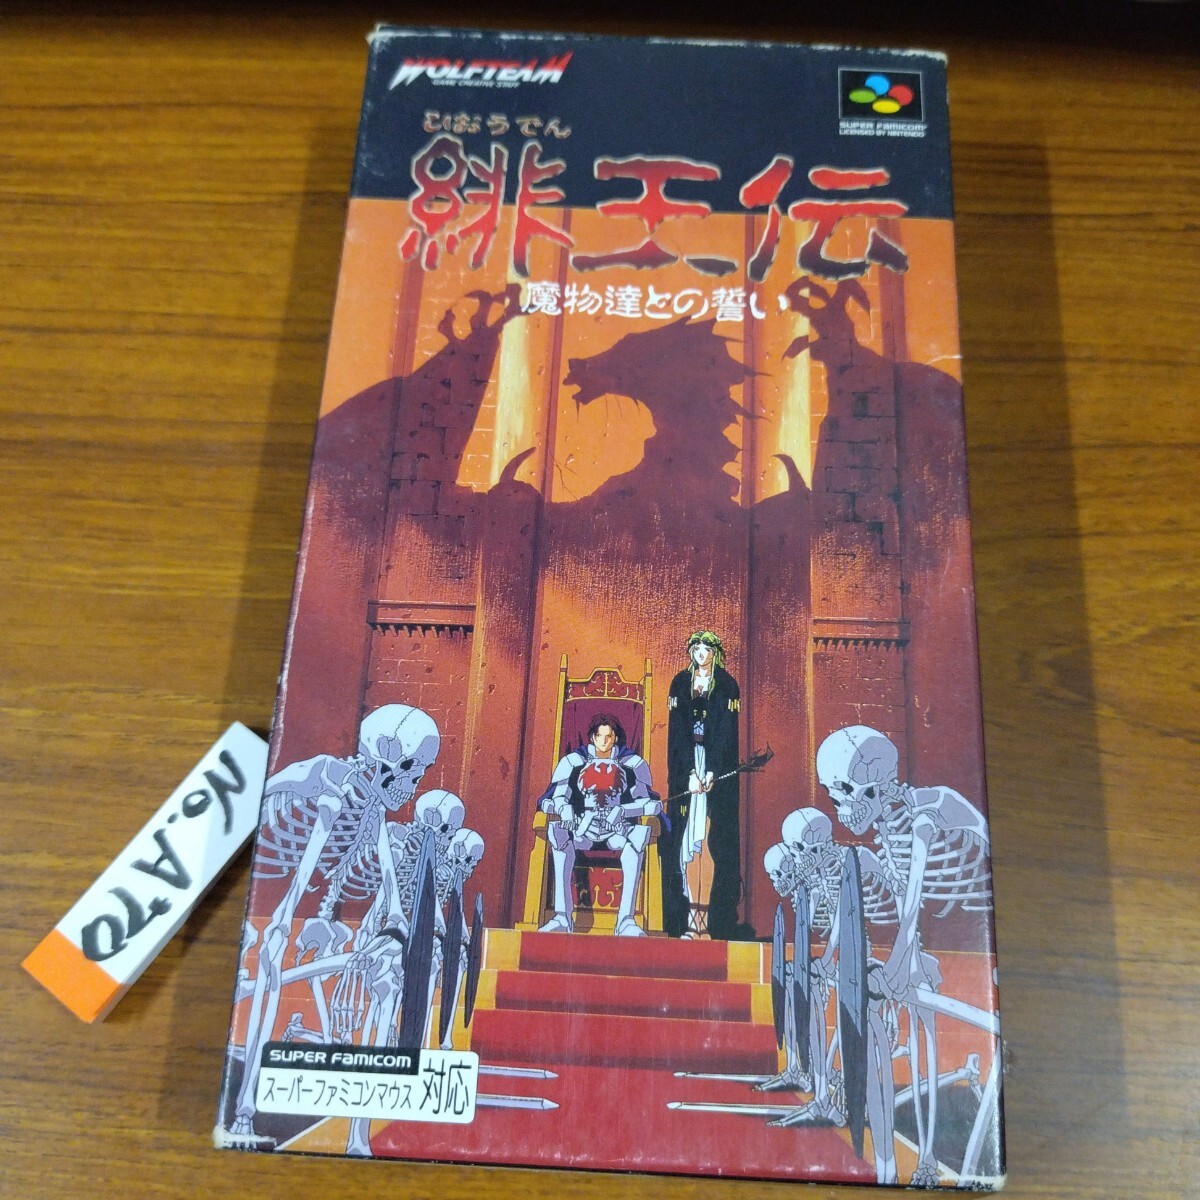 WOLFTEAM
GAME CREATIVE STAFF
SUPER FAMICOM
LICENSED BY NINTENDO
ひおうでん
緋王伝
魔物達との誓い
No.A70
SUPER FAMICOM
スーパーファミコンマウス 対応